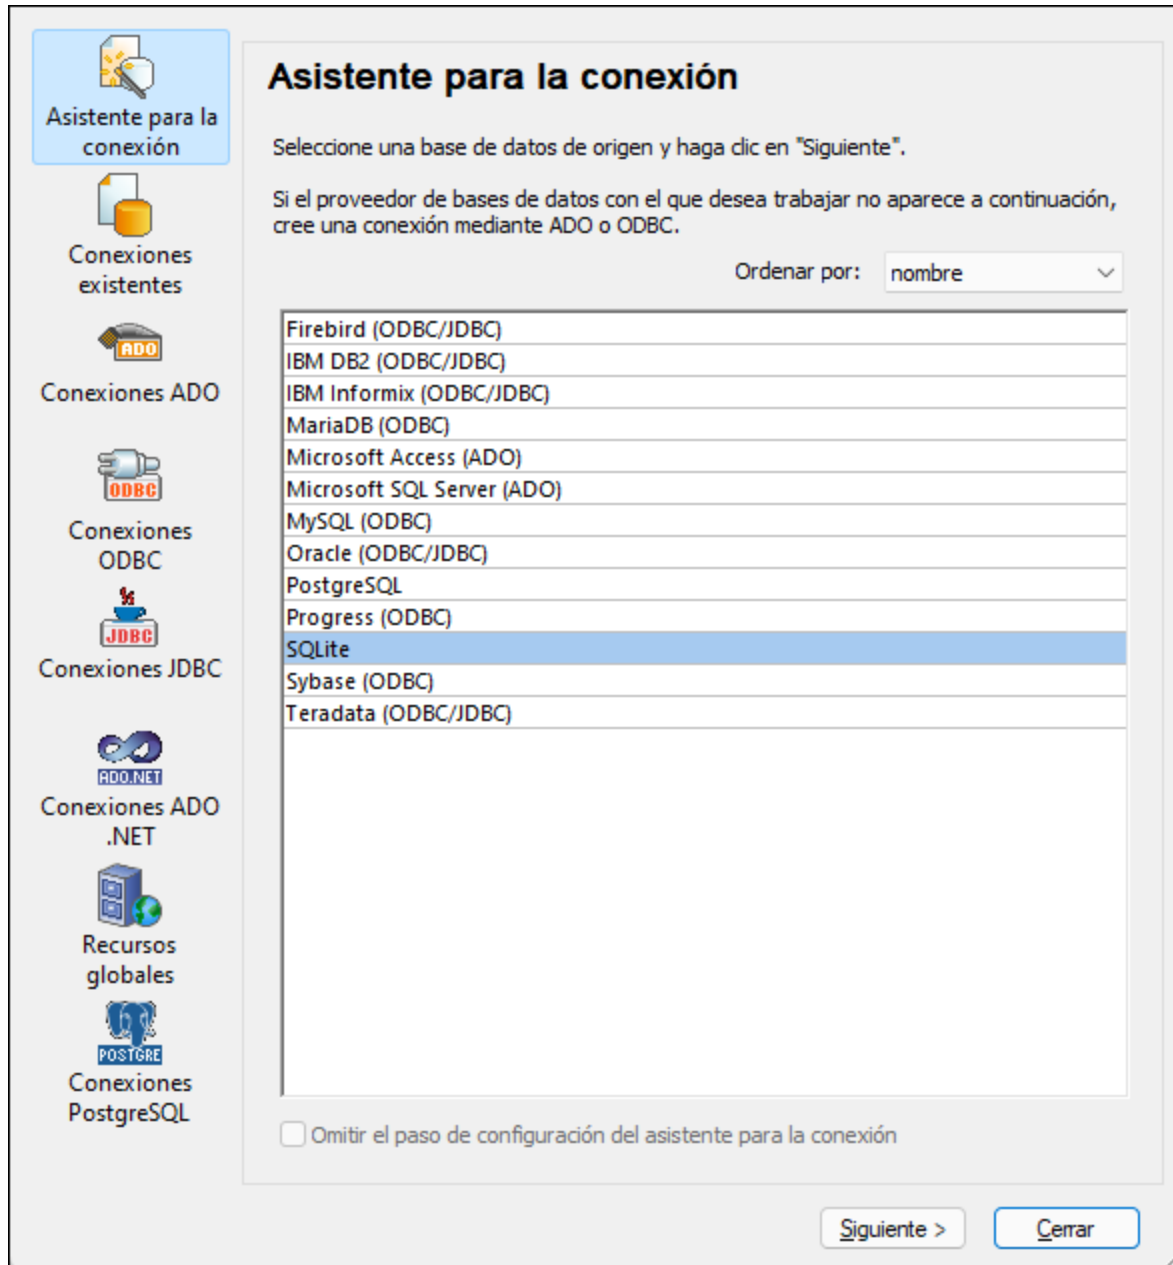 Asistente para la
conexión
Conexiones
existentes
ADO
Conexiones ADO
ODBC
Conexiones
ODBC
JDBC
Conexiones JDBC
ADO.NET
Conexiones ADO
.NET
Recursos
globales
POSTGRE
Conexiones
PostgreSQL
Asistente para la conexión
Seleccione una base de datos de origen y haga clic en "Siguiente".
Si el proveedor de bases de datos con el que desea trabajar no aparece a continuación,
cree una conexión mediante ADO o ODBC.
Ordenar por: nombre
Firebird (ODBC/JDBC)
IBM DB2 (ODBC/JDBC)
IBM Informix (ODBC/JDBC)
MariaDB (ODBC)
Microsoft Access (ADO)
Microsoft SQL Server (ADO)
MySQL (ODBC)
Oracle (ODBC/JDBC)
PostgreSQL
Progress (ODBC)
SQLite
Sybase (ODBC)
Teradata (ODBC/JDBC)
Omitir el paso de configuración del asistente para la conexión
Siguiente > Cerrar